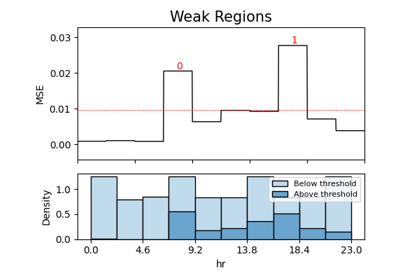 Weak Regions
0.03
0.02
0.01
0.00
MSE
0
1
1.0
0.5
0.0
Density
Below threshold
Above threshold
0.0 4.6 9.2 13.8 18.4 23.0
hr